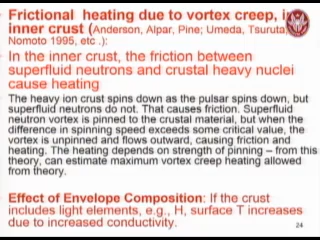 Frictional heating due to vortex creep, i
inner crust (Anderson, Alpar, Pine; Umeda, Tsuruta
Nomoto 1995, etc .):
In the inner crust, the friction between
superfluid neutrons and crustal heavy nuclei
cause heating
The heavy ion crust spins down as the pulsar spins down, but
superfluid neutrons do not. That causes friction. Superfluid
neutron vortex is pinned to the crustal material, but when the
difference in spinning speed exceeds some critical value, the
vortex is unpinned and flows outward, causing friction and
heating. The heating depends on strength of pinning – from this
theory, can estimate maximum vortex creep heating allowed
from theory.
Effect of Envelope Composition: If the crust
includes light elements, e.g., H, surface T increases
due to increased conductivity.
24